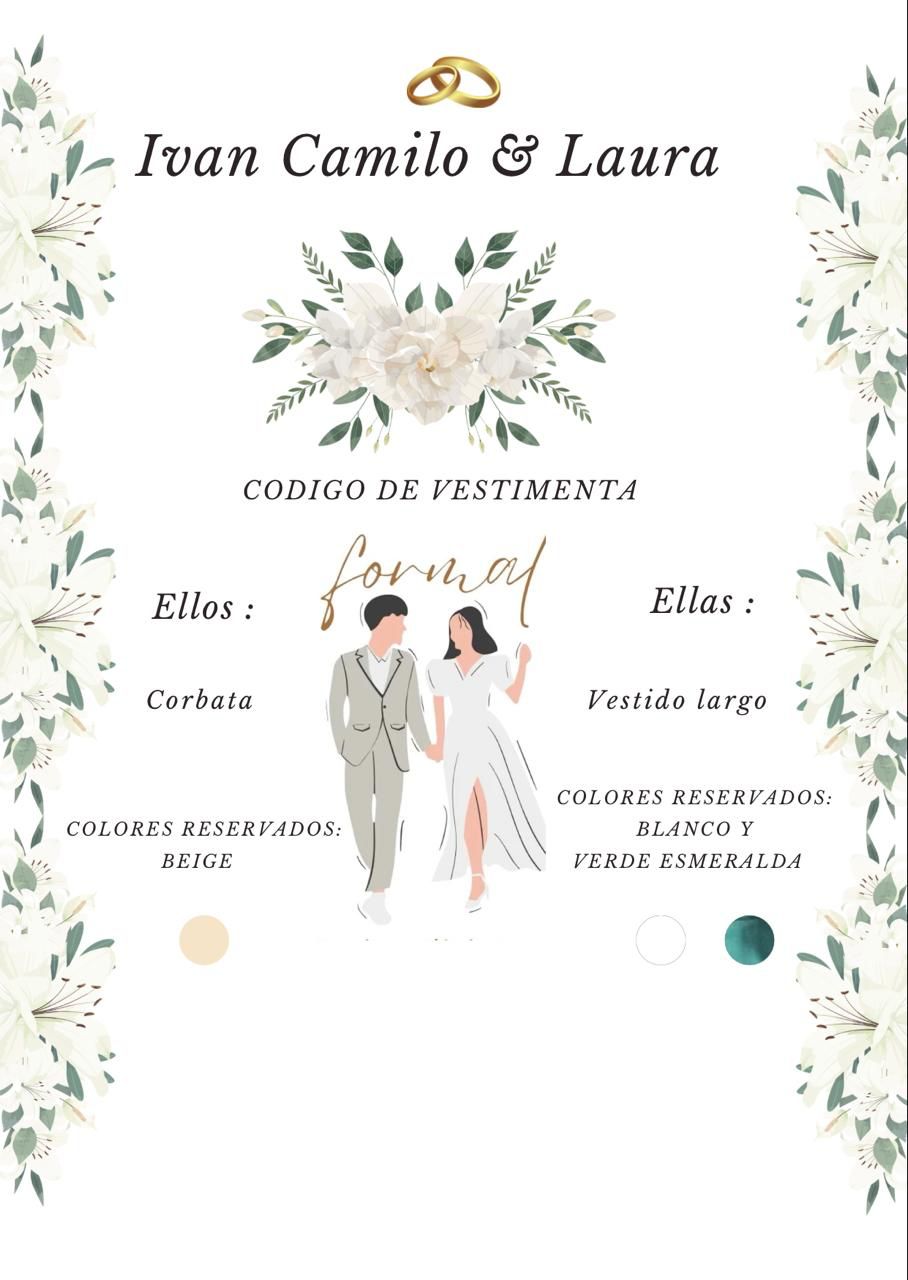 Ivan Camilo & Laura
CODIGO DE VESTIMENTA
formal
Ellos :
Corbata
COLORES RESERVADOS:
BEIGE
Ellas :
Vestido largo
COLORES RESERVADOS:
BLANCO Y
VERDE ESMERALDA